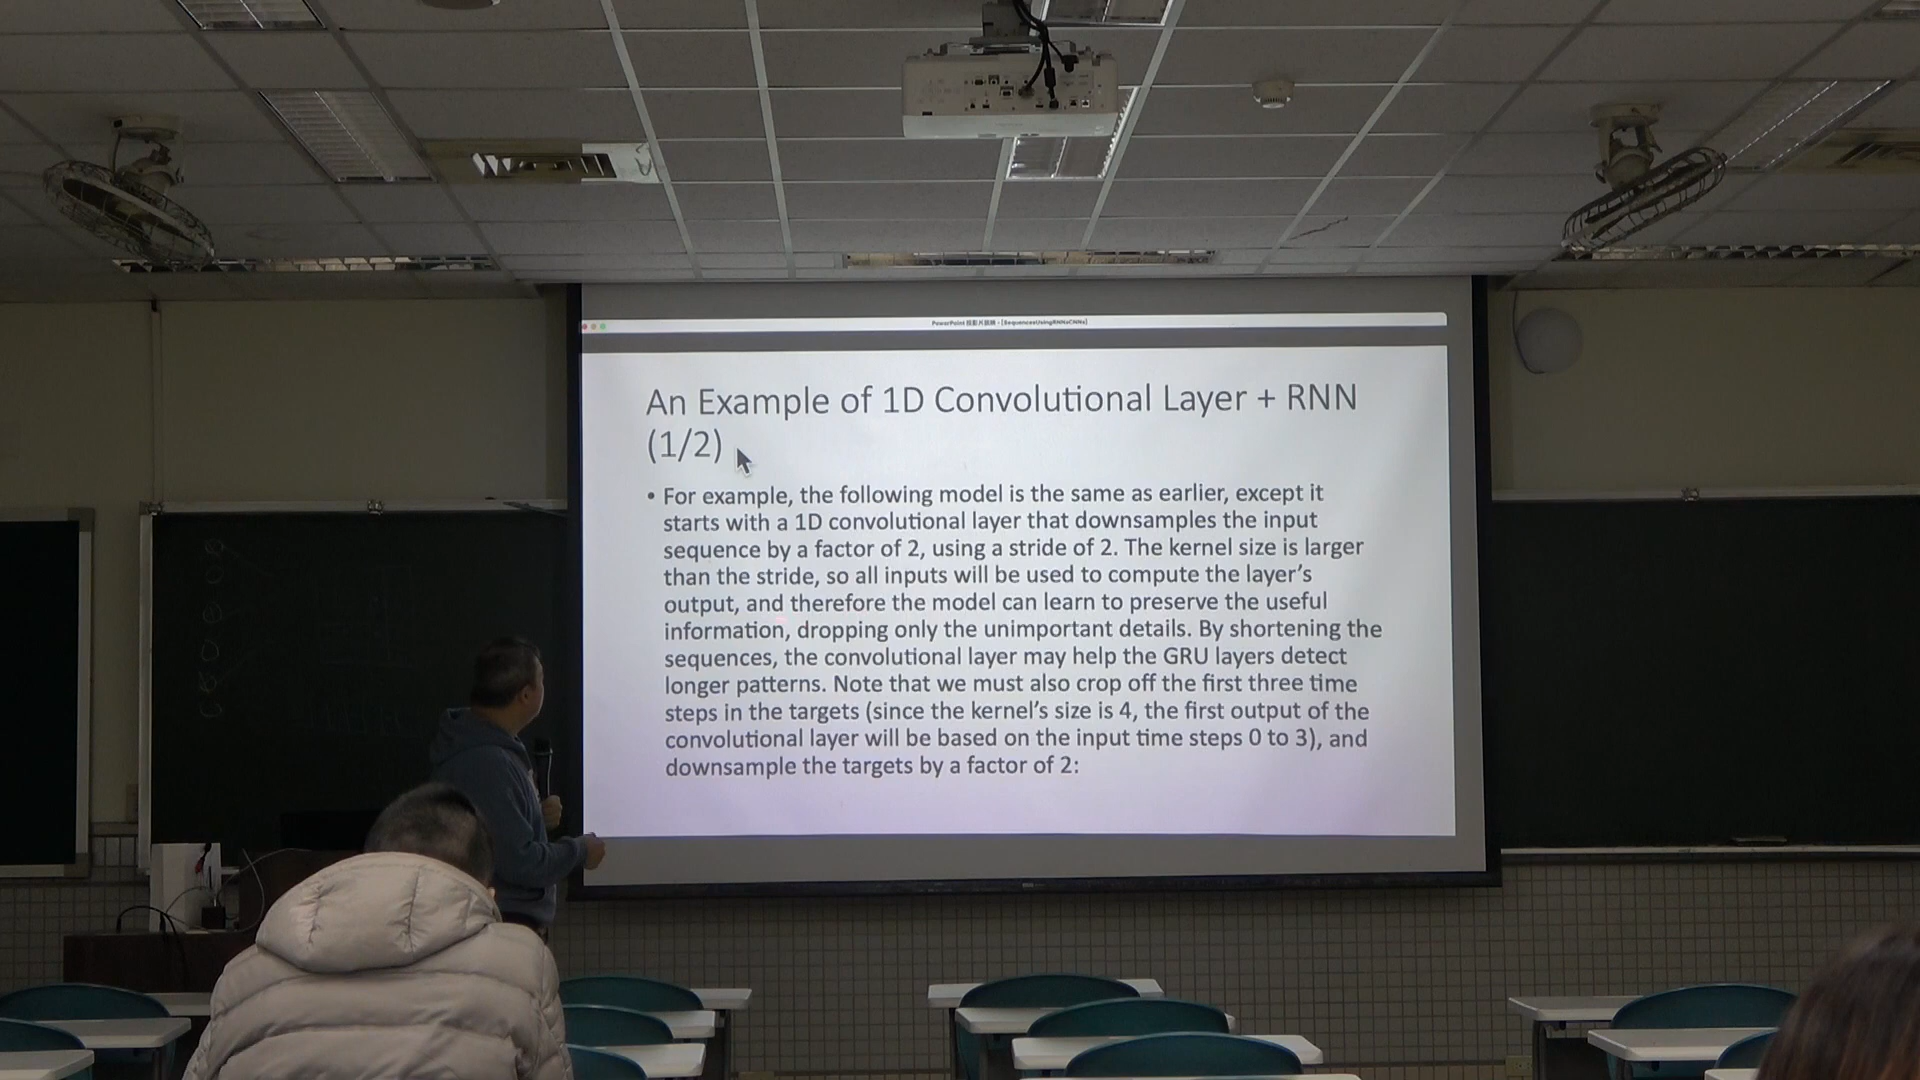 PowerPoint 投影片放映 - [SequencesUsingRNNsCNNs]
An Example of 1D Convolutional Layer + RNN
(1/2)
• For example, the following model is the same as earlier, except it
starts with a 1D convolutional layer that downsamples the input
sequence by a factor of 2, using a stride of 2. The kernel size is larger
than the stride, so all inputs will be used to compute the layer's
output, and therefore the model can learn to preserve the useful
information, dropping only the unimportant details. By shortening the
sequences, the convolutional layer may help the GRU layers detect
longer patterns. Note that we must also crop off the first three time
steps in the targets (since the kernel's size is 4, the first output of the
convolutional layer will be based on the input time steps 0 to 3), and
downsample the targets by a factor of 2: